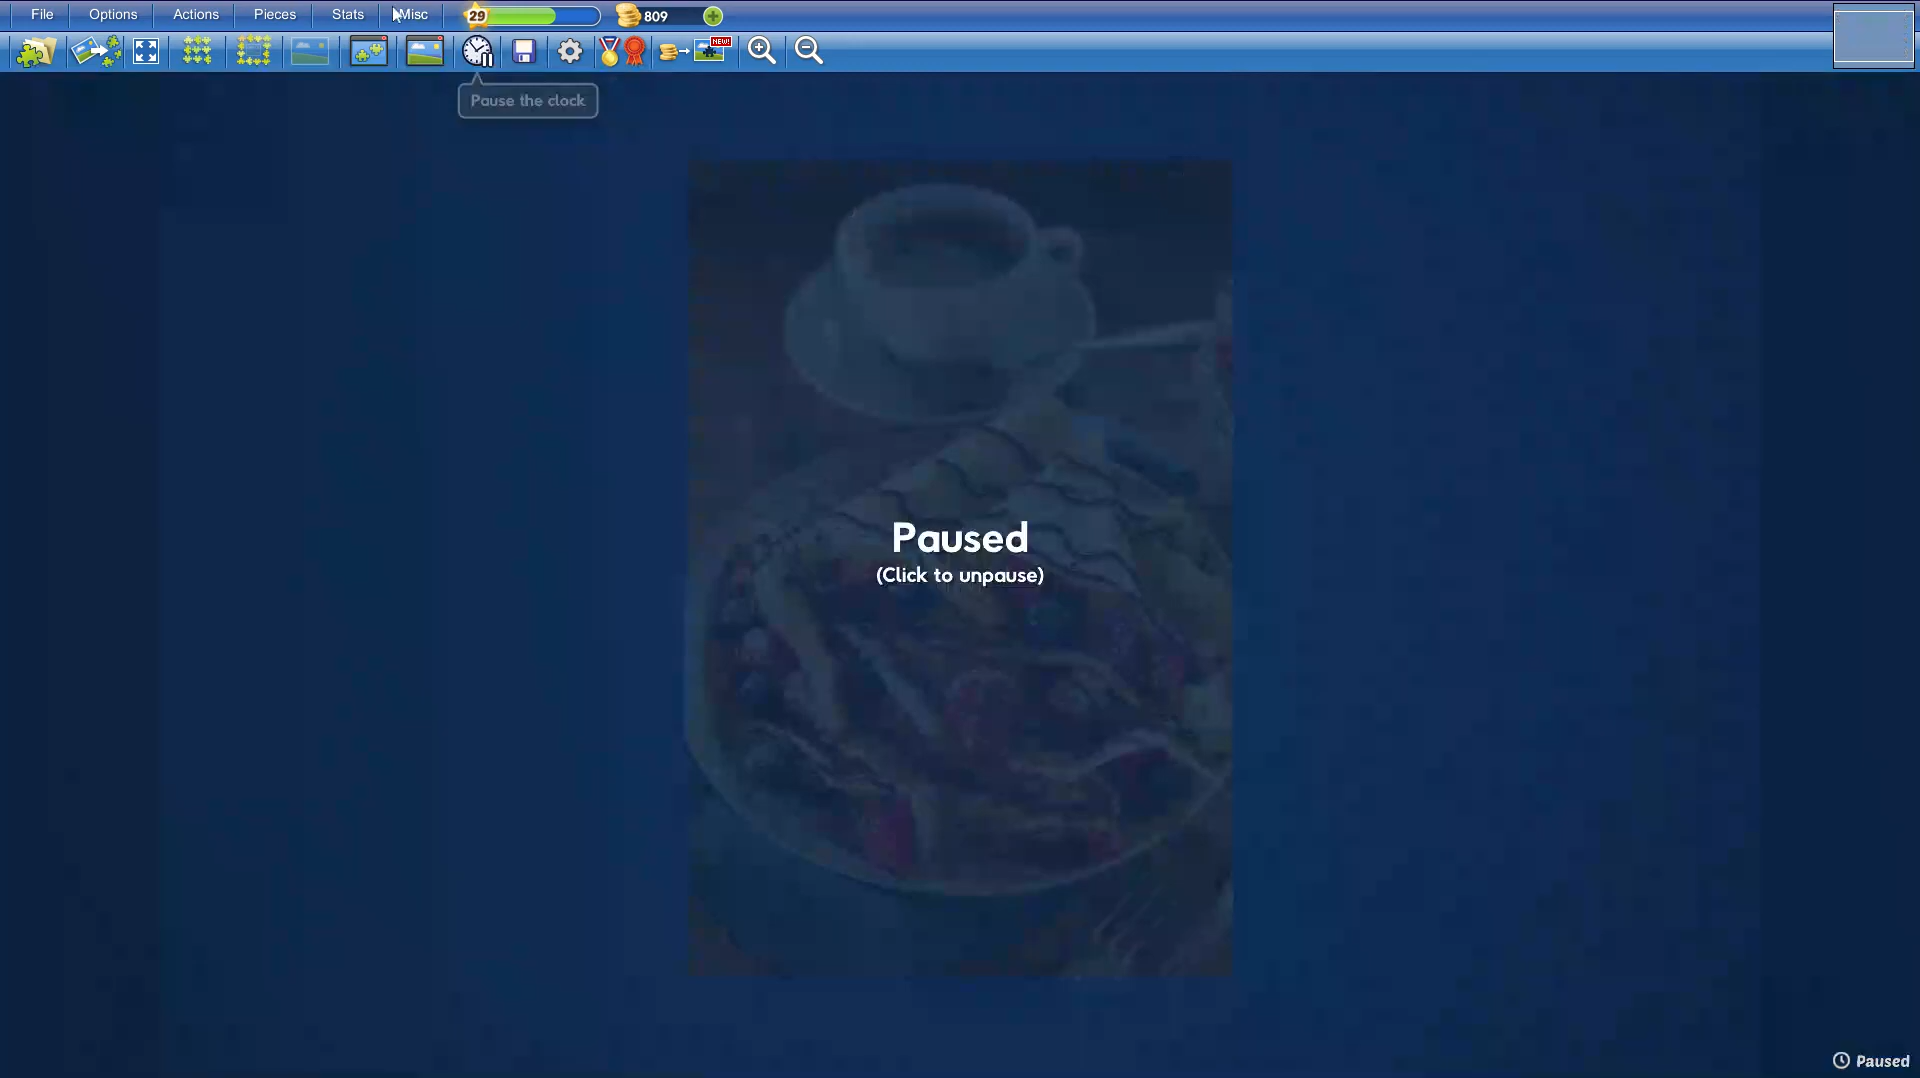 File Options Actions Pieces Stats Misc 29 809
NEW!
Pause the clock
Paused
(Click to unpause)
Paused